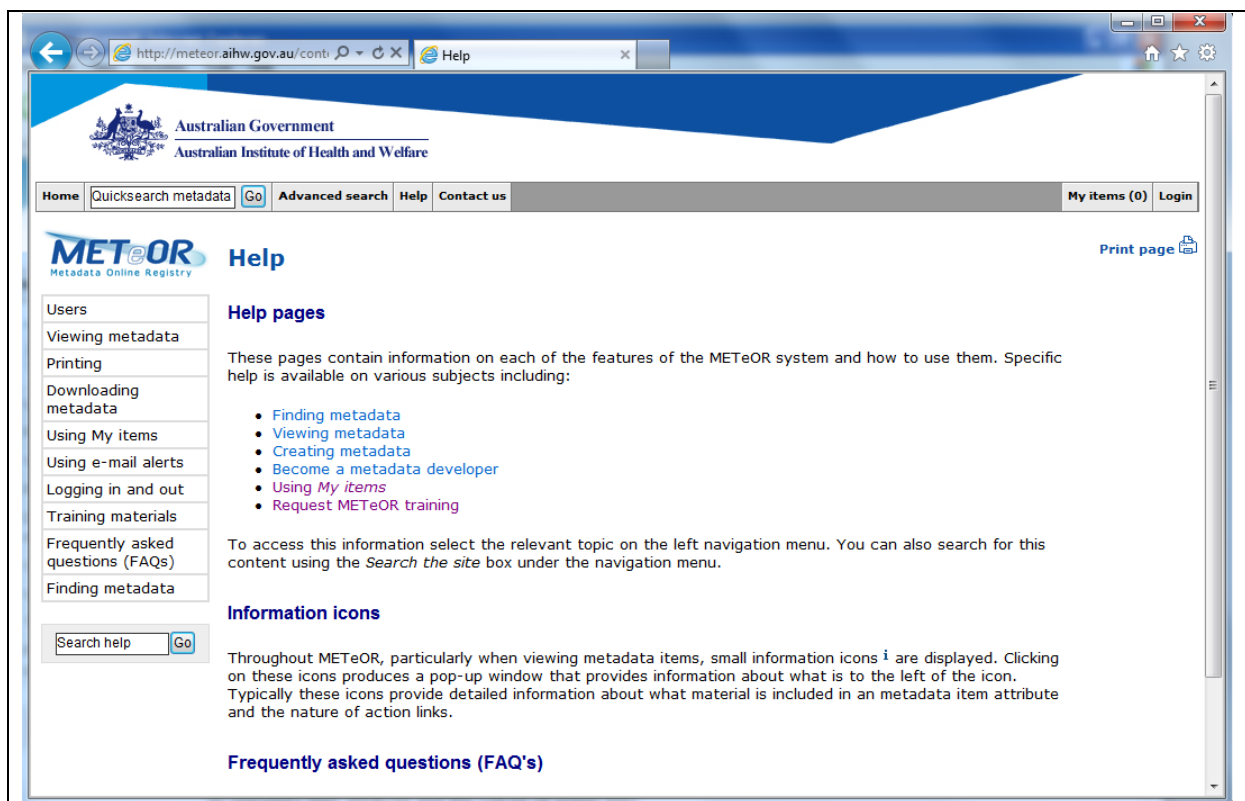 http://meteor.aihw.gov.au/conte
Help
Australian Government
Australian Institute of Health and Welfare
Home Quicksearch metadata Go Advanced search Help Contact us My items (0) Login
METeOR
Metadata Online Registry
Help
Print page
Users
Viewing metadata
Printing
Downloading
metadata
Using My items
Using e-mail alerts
Logging in and out
Training materials
Frequently asked
questions (FAQs)
Finding metadata
Search help Go
Help pages
These pages contain information on each of the features of the METeOR system and how to use them. Specific
help is available on various subjects including:
• Finding metadata
• Viewing metadata
• Creating metadata
• Become a metadata developer
• Using My items
• Request METeOR training
To access this information select the relevant topic on the left navigation menu. You can also search for this
content using the Search the site box under the navigation menu.
Information icons
Throughout METeOR, particularly when viewing metadata items, small information icons i are displayed. Clicking
on these icons produces a pop-up window that provides information about what is to the left of the icon.
Typically these icons provide detailed information about what material is included in an metadata item attribute
and the nature of action links.
Frequently asked questions (FAQ's)